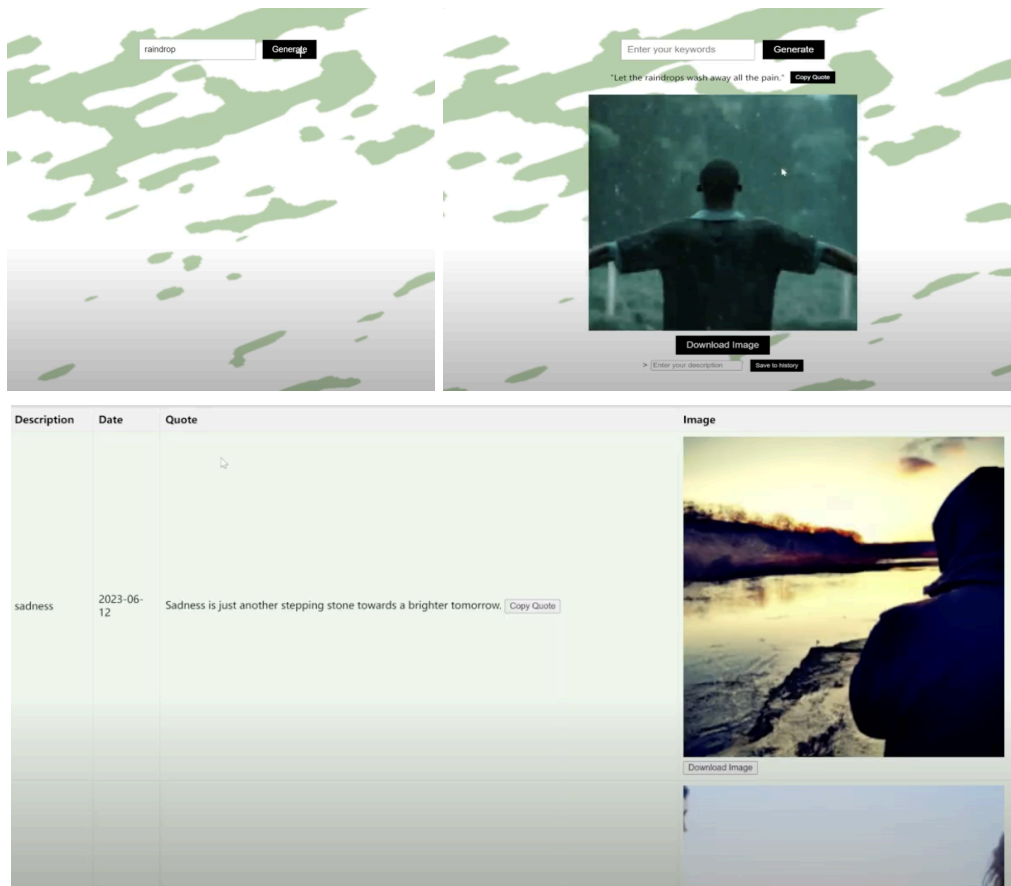 raindrop
Generate
Enter your keywords
Generate
"Let the raindrops wash away all the pain."
Copy Quote
Download Image
>
Enter your description
Save to history
Description
Date
Quote
Image
sadness
2023-06-
12
Sadness is just another stepping stone towards a brighter tomorrow.
Copy Quote
Download Image